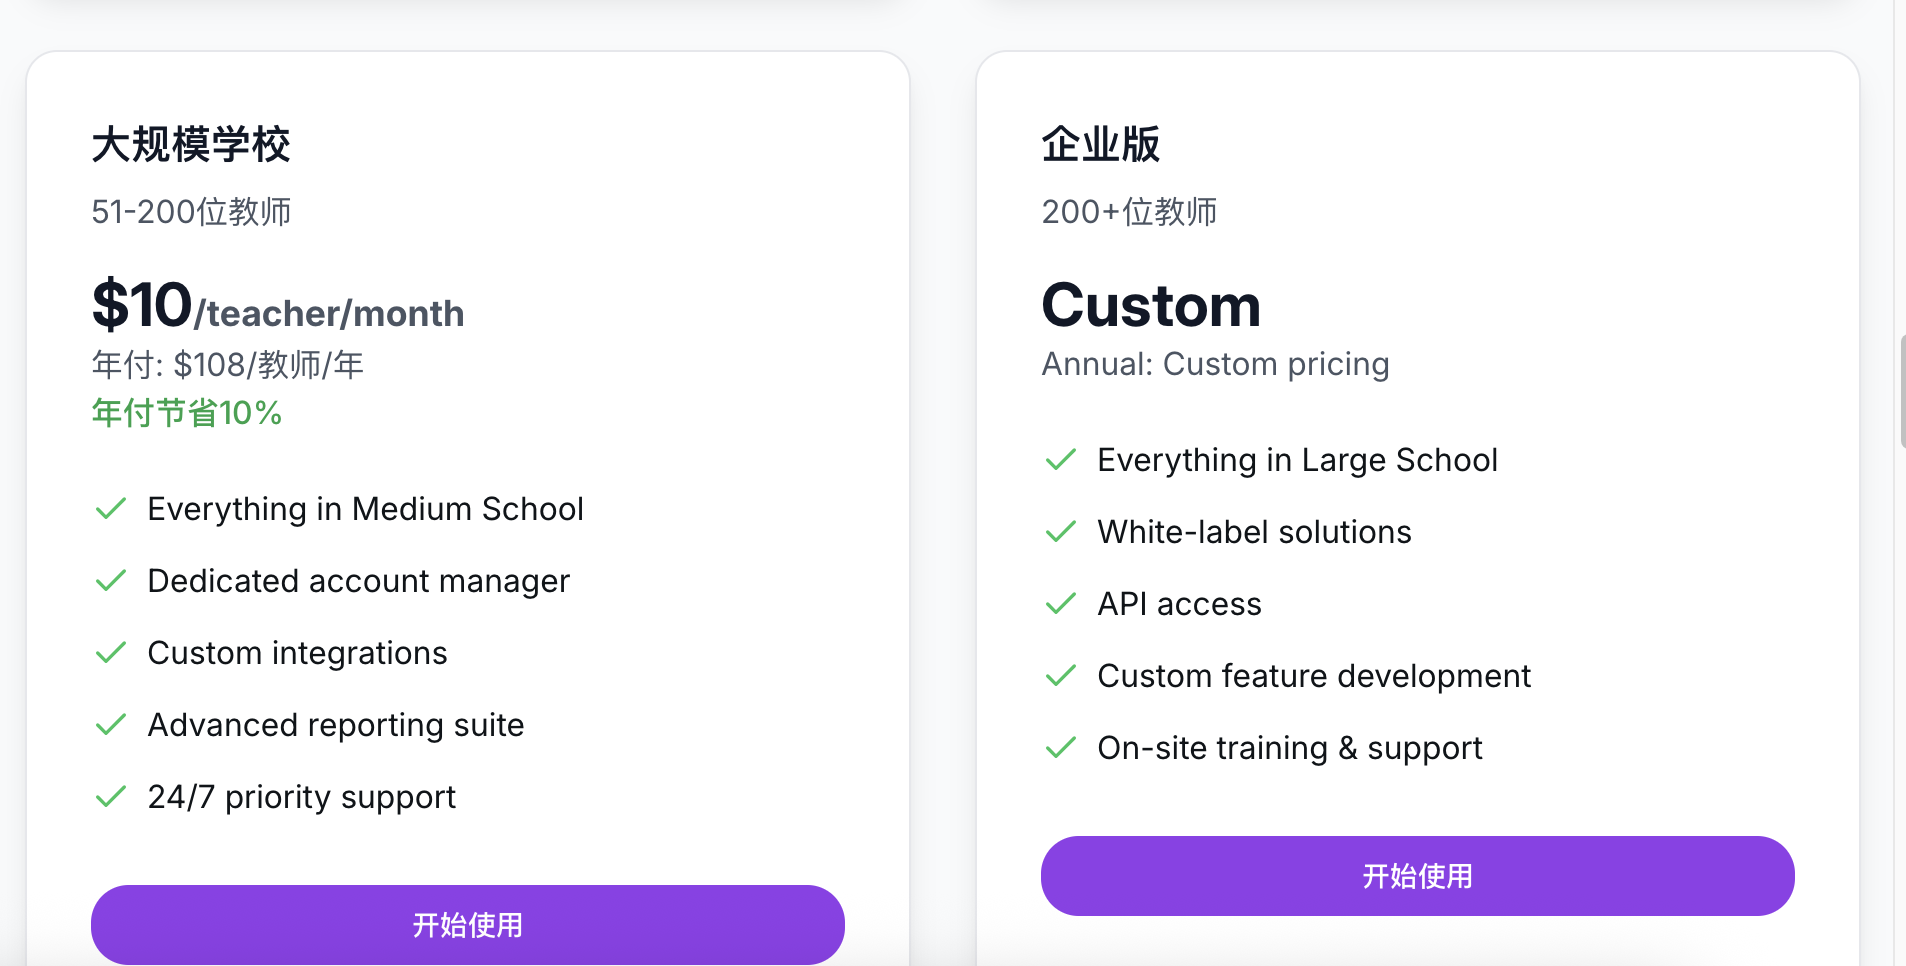 大规模学校
51-200位教师
$10/teacher/month
年付: $108/教师/年
年付节省10%
Everything in Medium School
Dedicated account manager
Custom integrations
Advanced reporting suite
24/7 priority support
开始使用
企业版
200+位教师
Custom
Annual: Custom pricing
Everything in Large School
White-label solutions
API access
Custom feature development
On-site training & support
开始使用